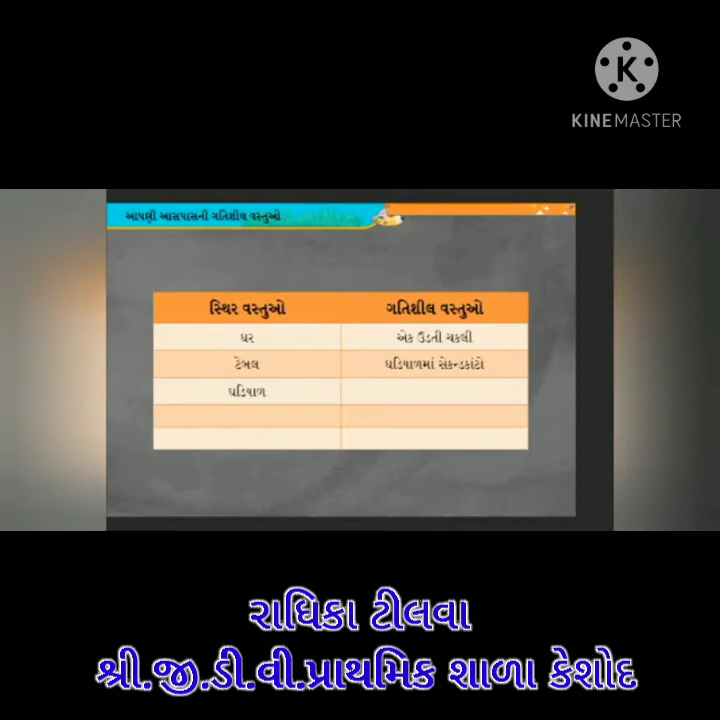 KINEMASTER
આપણી આસપાસની ગતિશીલ વસ્તુઓ
સ્થિર વસ્તુઓ ગતિશીલ વસ્તુઓ
ઘર એક ઉડતી ચકલી
ટેબલ ઘડિયાળમાં સેકન્ડકાંટો
ઘડિયાળ
રાધિકા ટીલવા
શ્રી.જી.ડી.વી.પ્રાથમિક શાળા કેશોદ